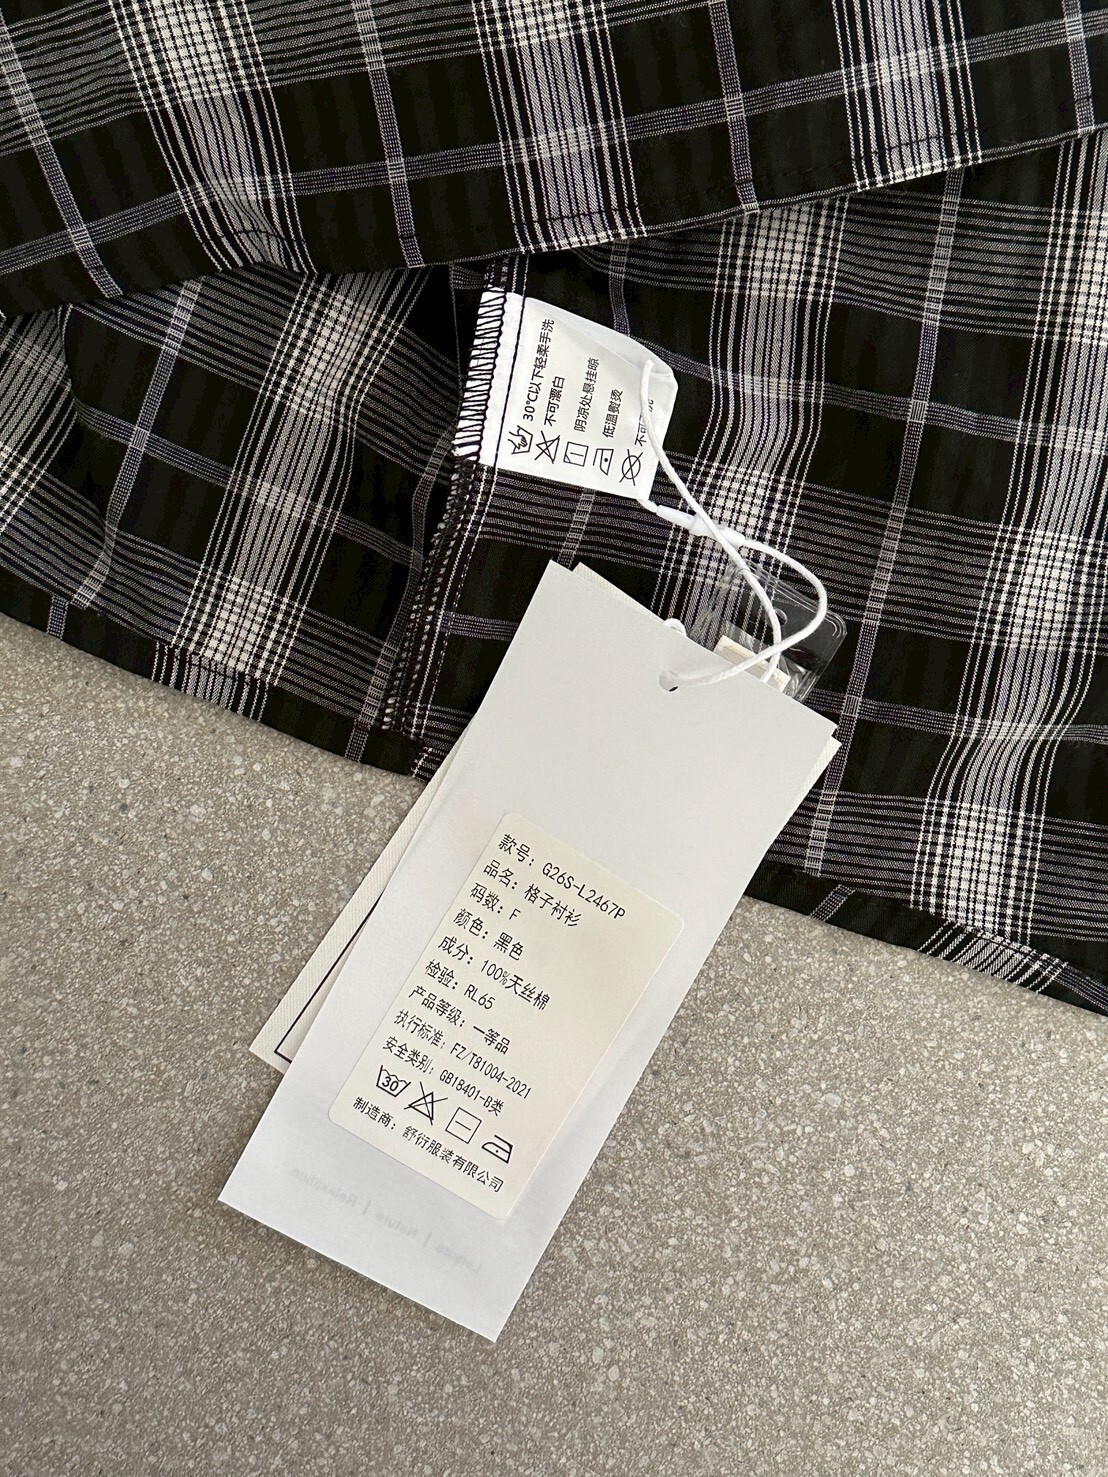 30℃以下轻柔手洗
不可漂白
阴凉处悬挂晾
低温熨烫
款号：G26S-L2467P
品名：格子衬衫
码数：F
颜色：黑色
成分：100%天丝棉
检验：RL65
产品等级：一等品
执行标准：FZ/T81004-2021
安全类别：GB18401-B类
30
制造商：舒衍服装有限公司
Nature | Relaxation